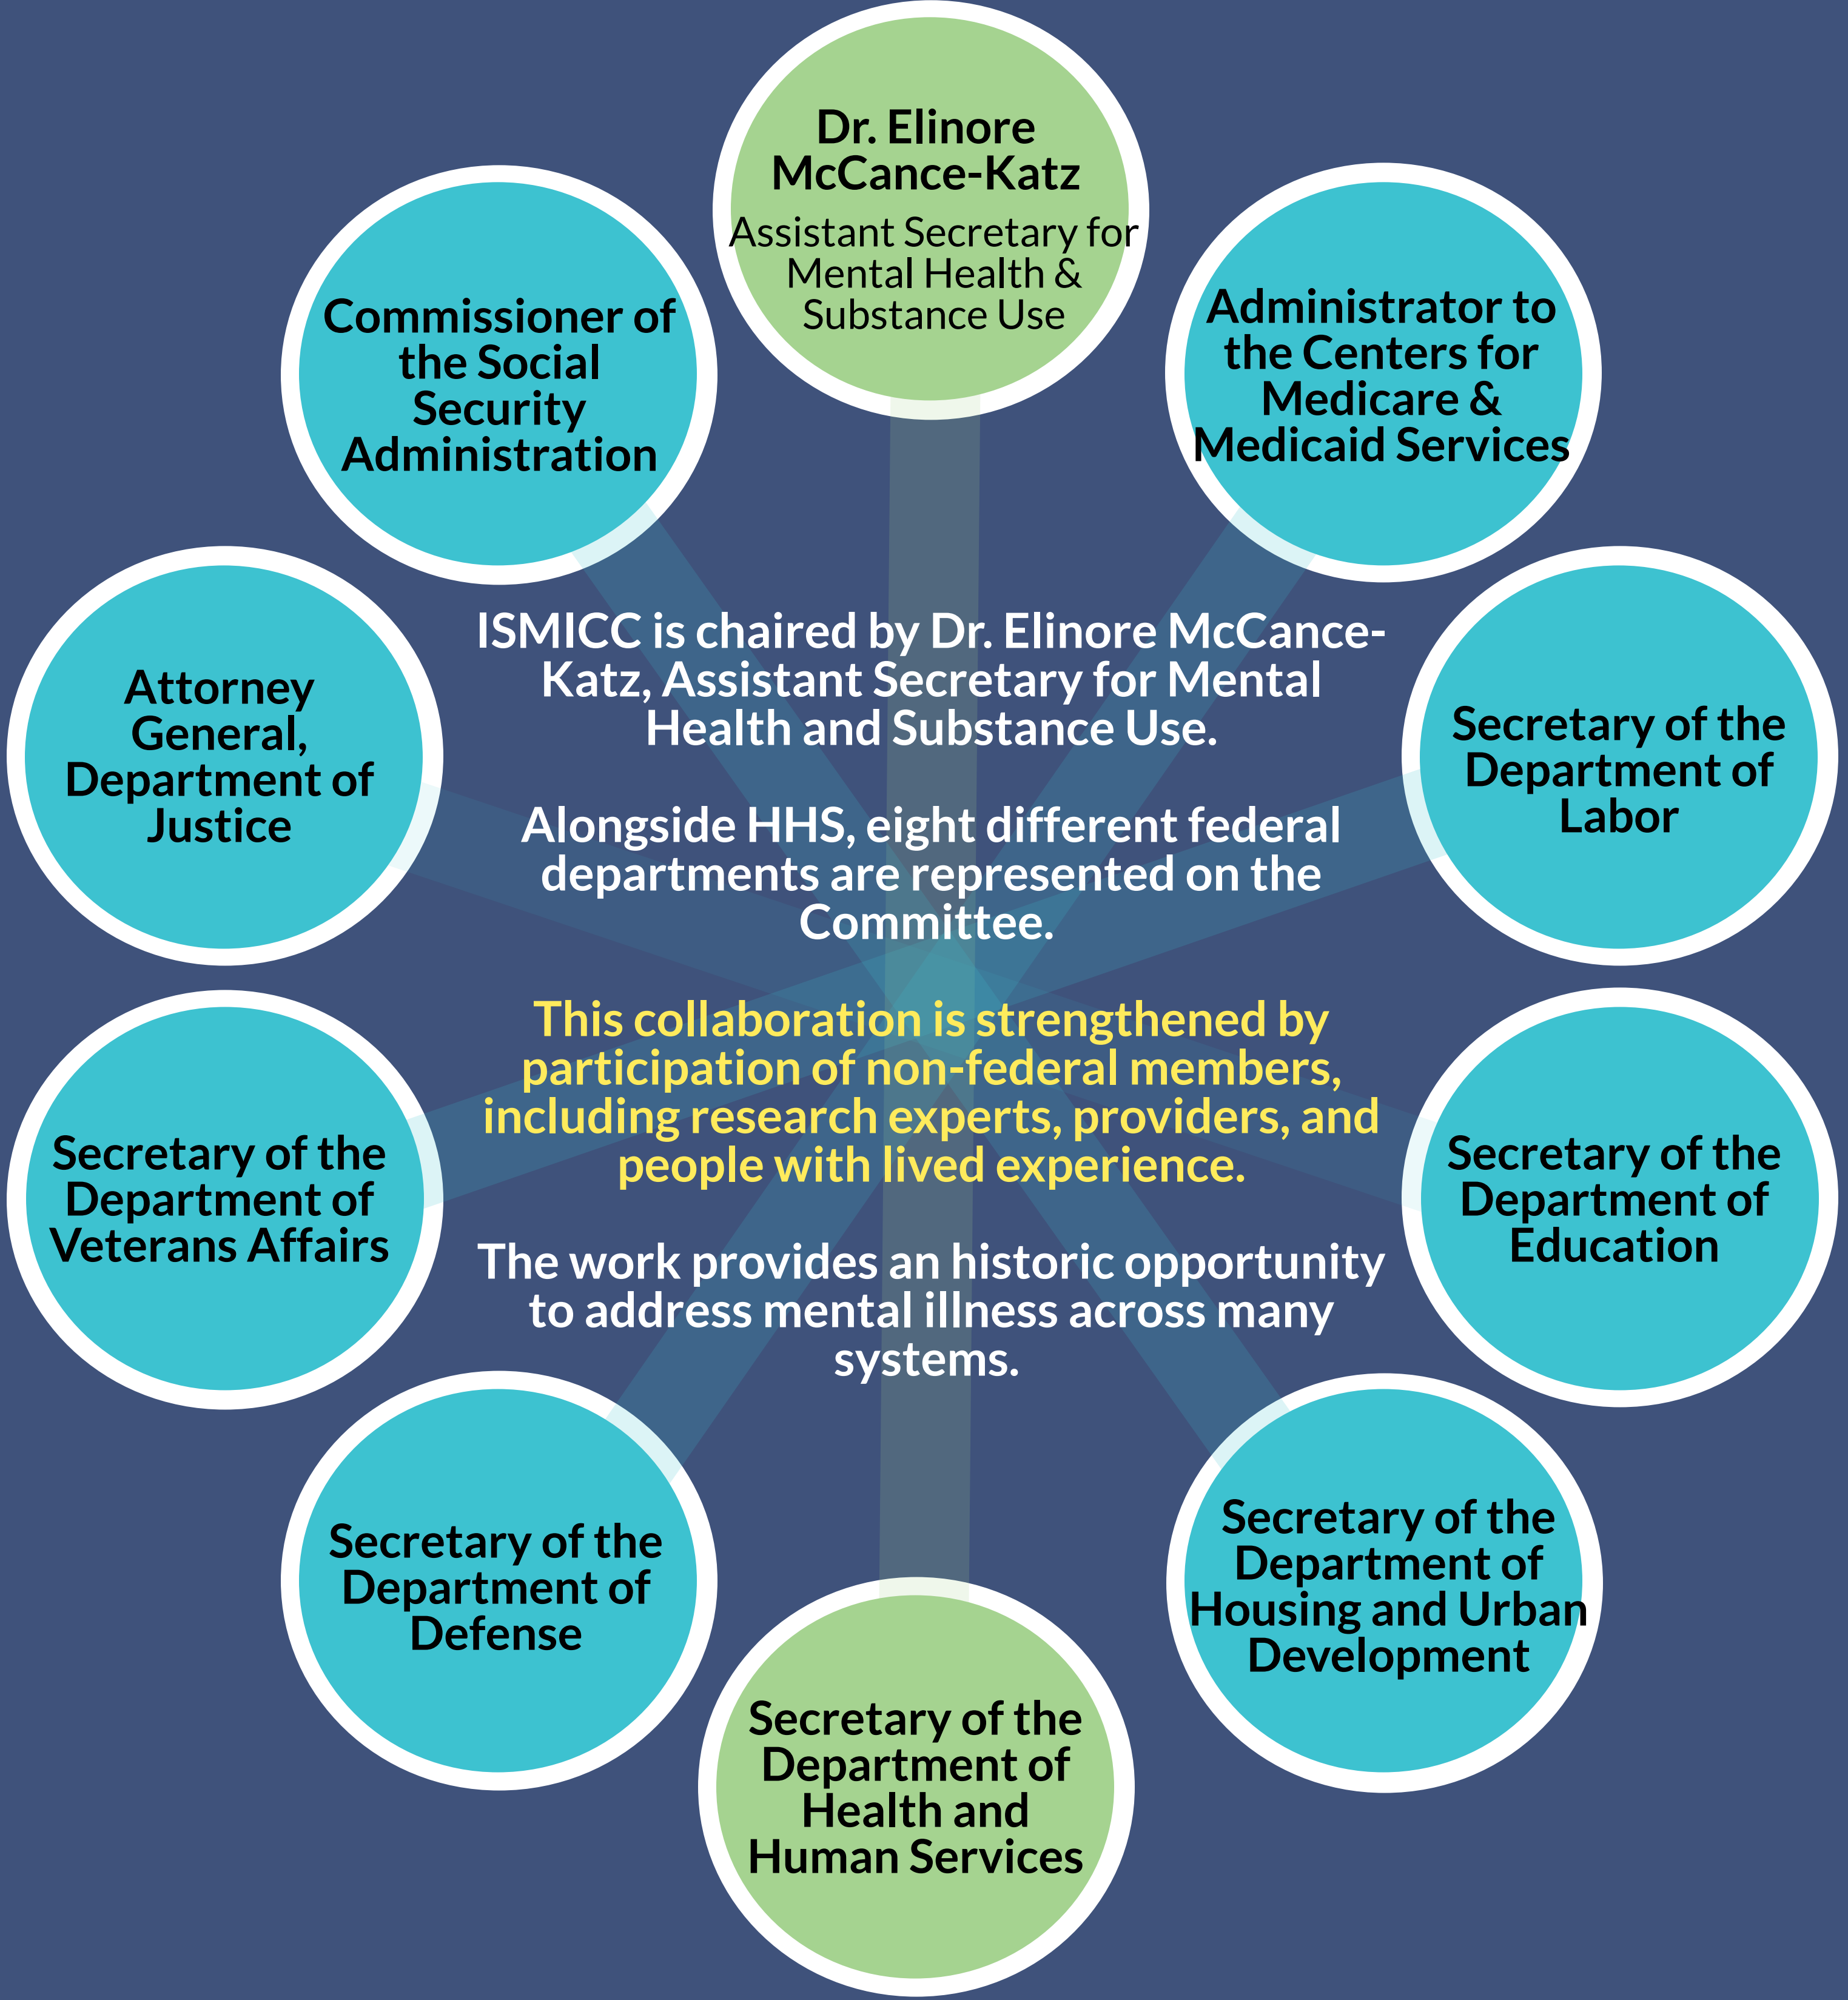 Dr. Elinore
McCance-Katz
Assistant Secretary for
Mental Health &
Substance Use
Commissioner of
the Social
Security
Administration
Administrator to
the Centers for
Medicare &
Medicaid Services
Attorney
General,
Department of
Justice
ISMICC is chaired by Dr. Elinore McCance-
Katz, Assistant Secretary for Mental
Health and Substance Use.
Alongside HHS, eight different federal
departments are represented on the
Committee.
This collaboration is strengthened by
participation of non-federal members,
including research experts, providers, and
people with lived experience.
The work provides an historic opportunity
to address mental illness across many
systems.
Secretary of the
Department of
Labor
Secretary of the
Department of
Veterans Affairs
Secretary of the
Department of
Education
Secretary of the
Department of
Defense
Secretary of the
Department of
Housing and Urban
Development
Secretary of the
Department of
Health and
Human Services